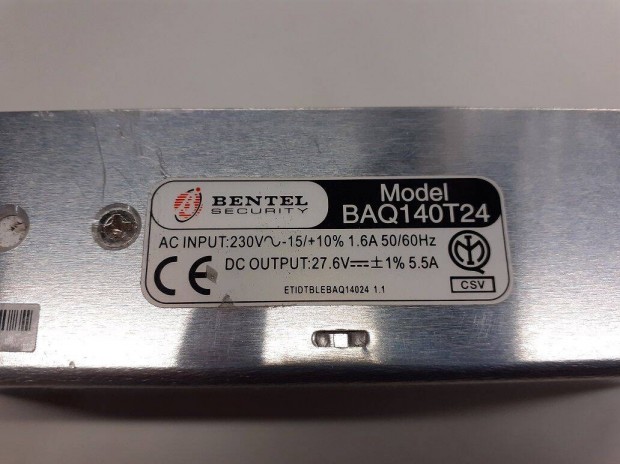 BENTEL
SECURITY
Model
BAQ140T24
AC INPUT:230V∿-15/+10% 1.6A 50/60Hz
DC OUTPUT:27.6V⎓±1% 5.5A
CE
ETIDTBLEBAQ14024 1.1
CSV